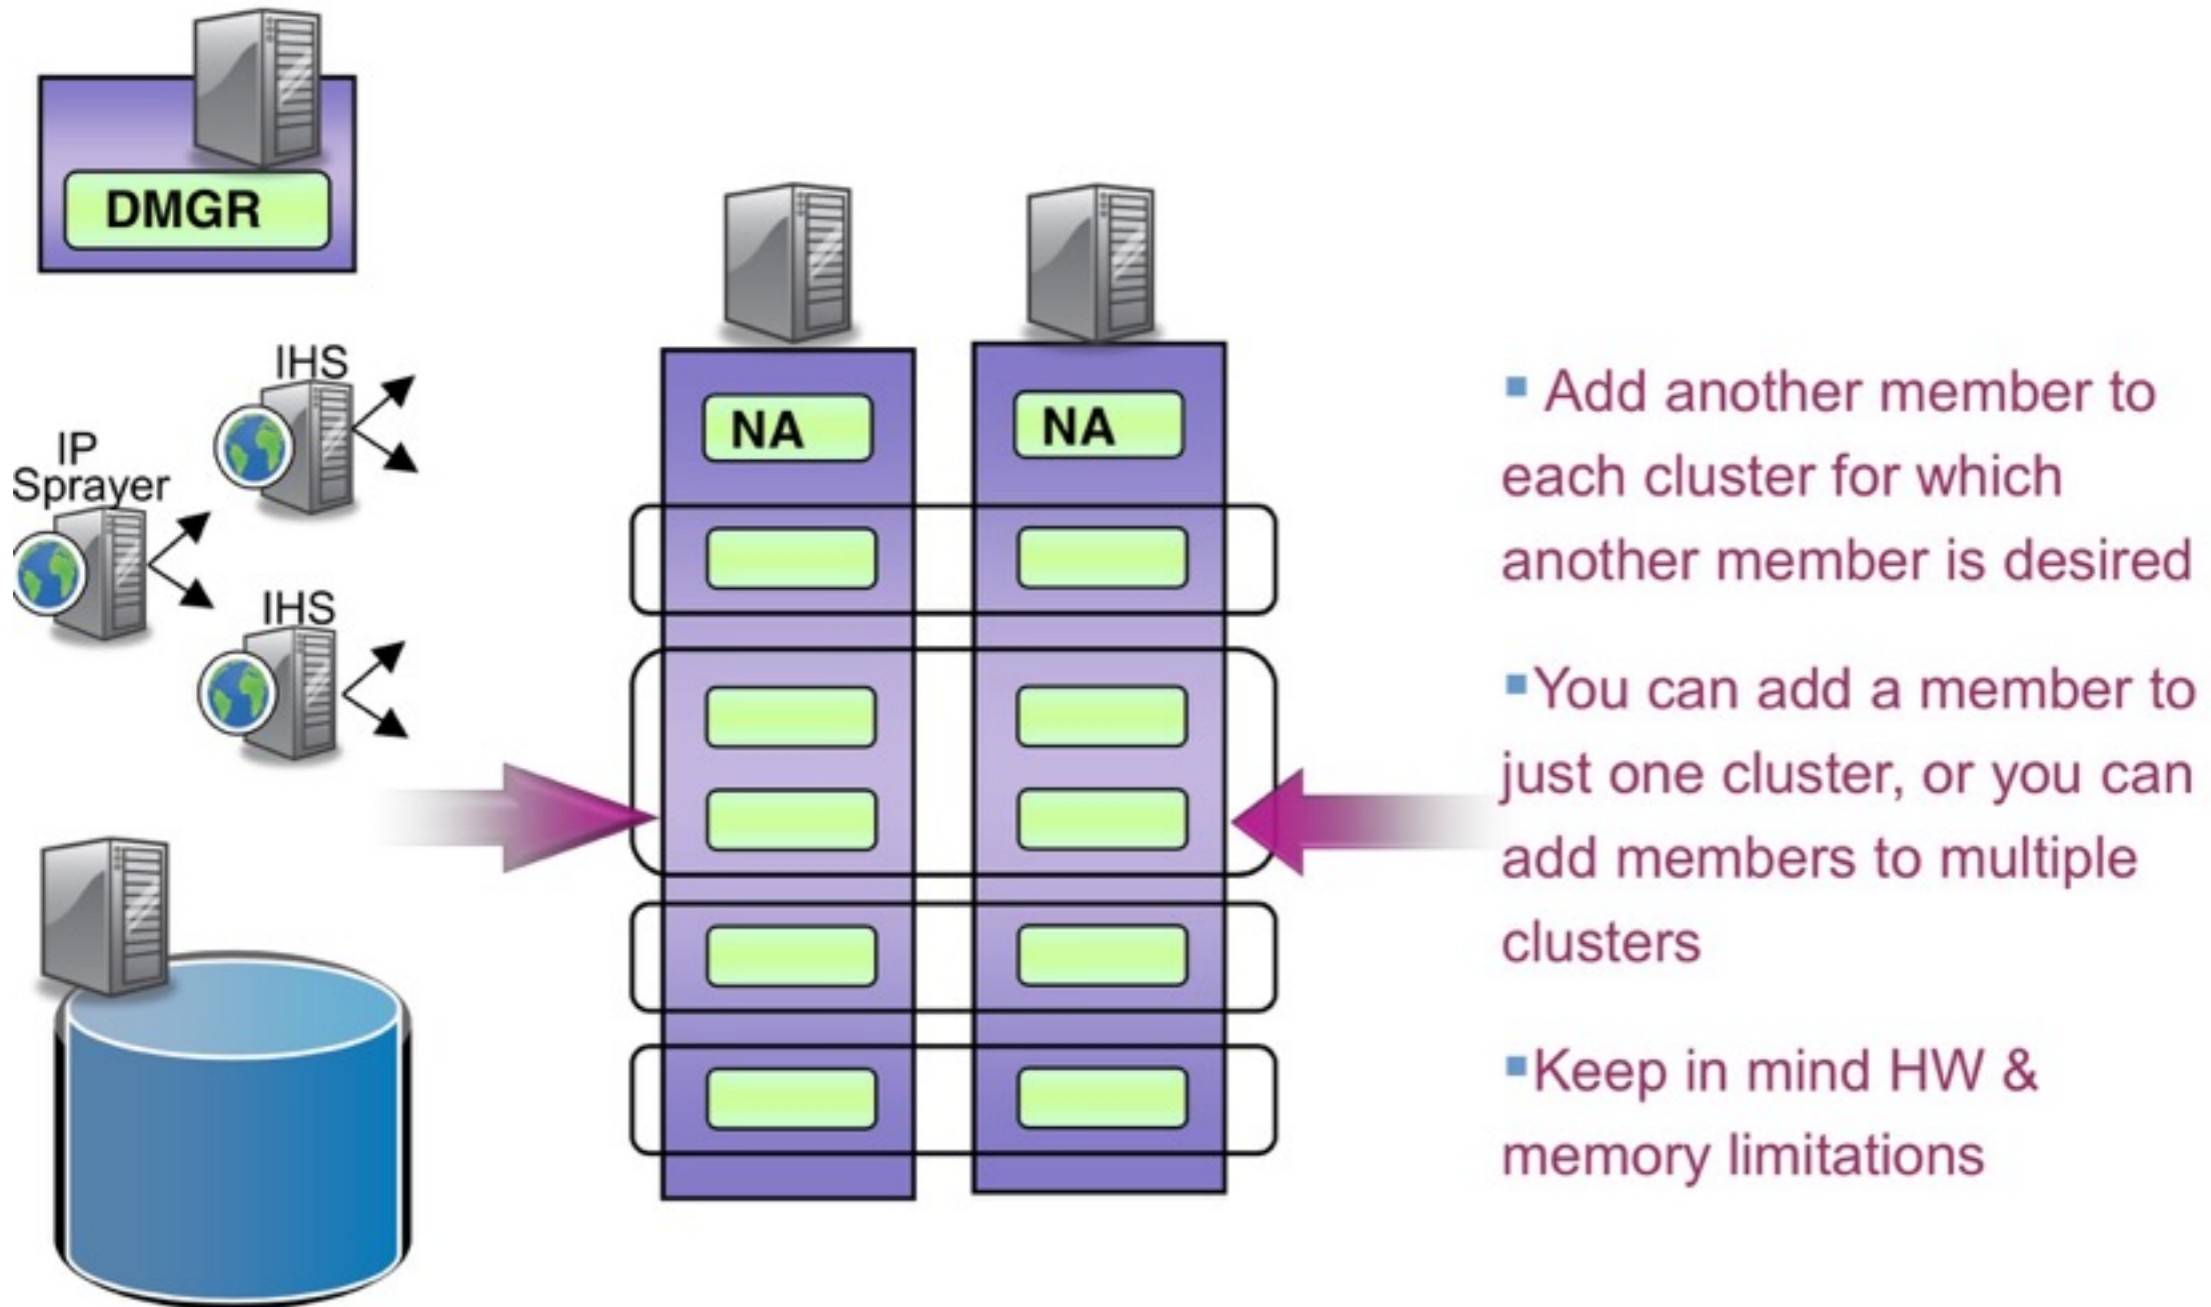 DMGR
IHS
IP
Sprayer
IHS
NA
NA
▪ Add another member to
each cluster for which
another member is desired
▪You can add a member to
just one cluster, or you can
add members to multiple
clusters
▪Keep in mind HW &
memory limitations